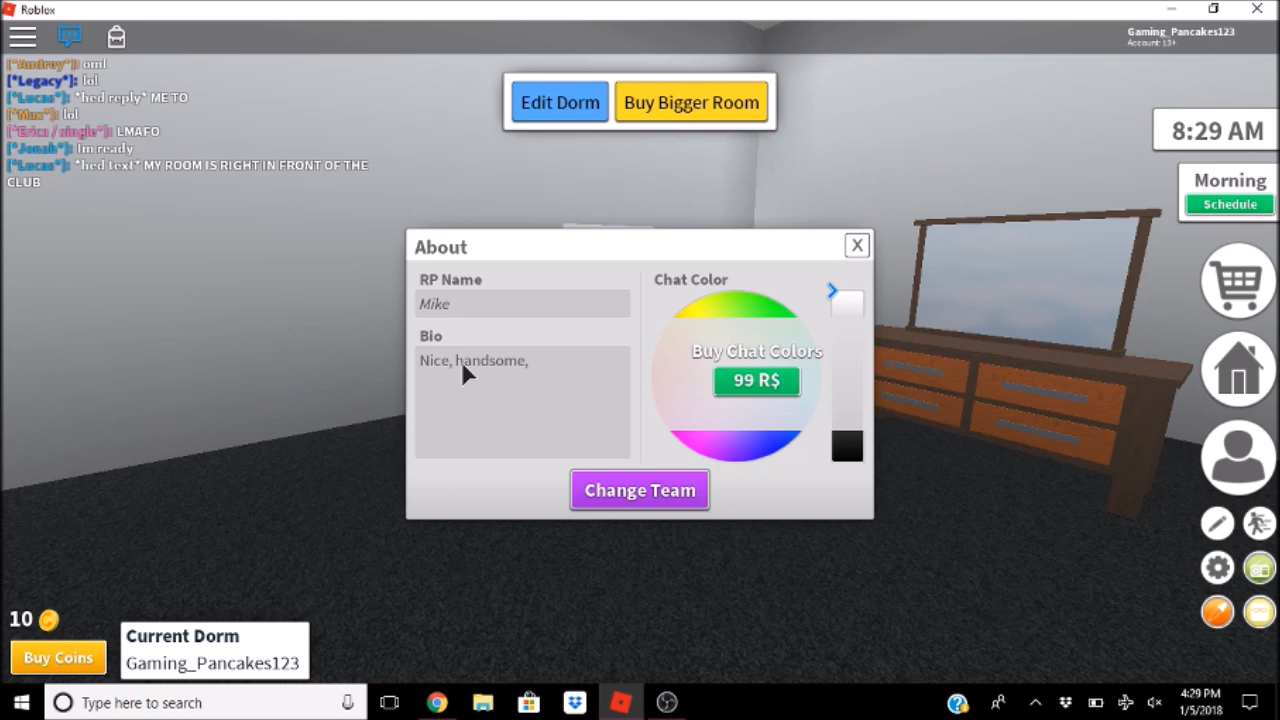 Roblox
Gaming_Pancakes123
Account: 13+
[*Andrey*]: oml
[*Legacy*]: lol
[*Lucas*]: *hed reply* ME TO
[*Max*]: lol
[*Erica / single*]: LMAFO
[*Jonah*]: Im ready
[*Lucas*]: *hed text* MY ROOM IS RIGHT IN FRONT OF THE
CLUB
Edit Dorm
Buy Bigger Room
8:29 AM
Morning
Schedule
About
X
RP Name
Mike
Bio
Nice, handsome,
Chat Color
Buy Chat Colors
99 R$
Change Team
10
Buy Coins
Current Dorm
Gaming_Pancakes123
Type here to search
4:29 PM
1/5/2018